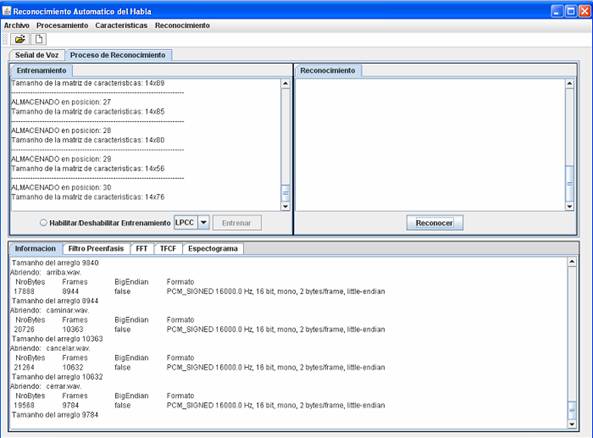 Reconocimiento Automatico del Habla
Archivo Procesamiento Características Reconocimiento
Señal de Voz Proceso de Reconocimiento
Entrenamiento
Tamanho de la matriz de caracteristicas: 14x89
ALMACENADO en posicion: 27
Tamanho de la matriz de caracteristicas: 14x85
ALMACENADO en posicion: 28
Tamanho de la matriz de caracteristicas: 14x80
ALMACENADO en posicion: 29
Tamanho de la matriz de caracteristicas: 14x56
ALMACENADO en posicion: 30
Tamanho de la matriz de caracteristicas: 14x76
Habilitar/Deshabilitar Entrenamiento LPCC Entrenar
Reconocimiento
Reconocer
Informacion Filtro Preenfasis FFT TFCF Espectograma
Tamanho del arreglo 9840
Abriendo: arriba.wav.
NroBytes Frames BigEndian Formato
17888 8944 false PCM_SIGNED 16000.0 Hz, 16 bit, mono, 2 bytes/frame, little-endian
Tamanho del arreglo 8944
Abriendo: caminar.wav.
NroBytes Frames BigEndian Formato
20726 10363 false PCM_SIGNED 16000.0 Hz, 16 bit, mono, 2 bytes/frame, little-endian
Tamanho del arreglo 10363
Abriendo: cancelar.wav.
NroBytes Frames BigEndian Formato
21264 10632 false PCM_SIGNED 16000.0 Hz, 16 bit, mono, 2 bytes/frame, little-endian
Tamanho del arreglo 10632
Abriendo: cerrar.wav.
NroBytes Frames BigEndian Formato
19568 9784 false PCM_SIGNED 16000.0 Hz, 16 bit, mono, 2 bytes/frame, little-endian
Tamanho del arreglo 9784